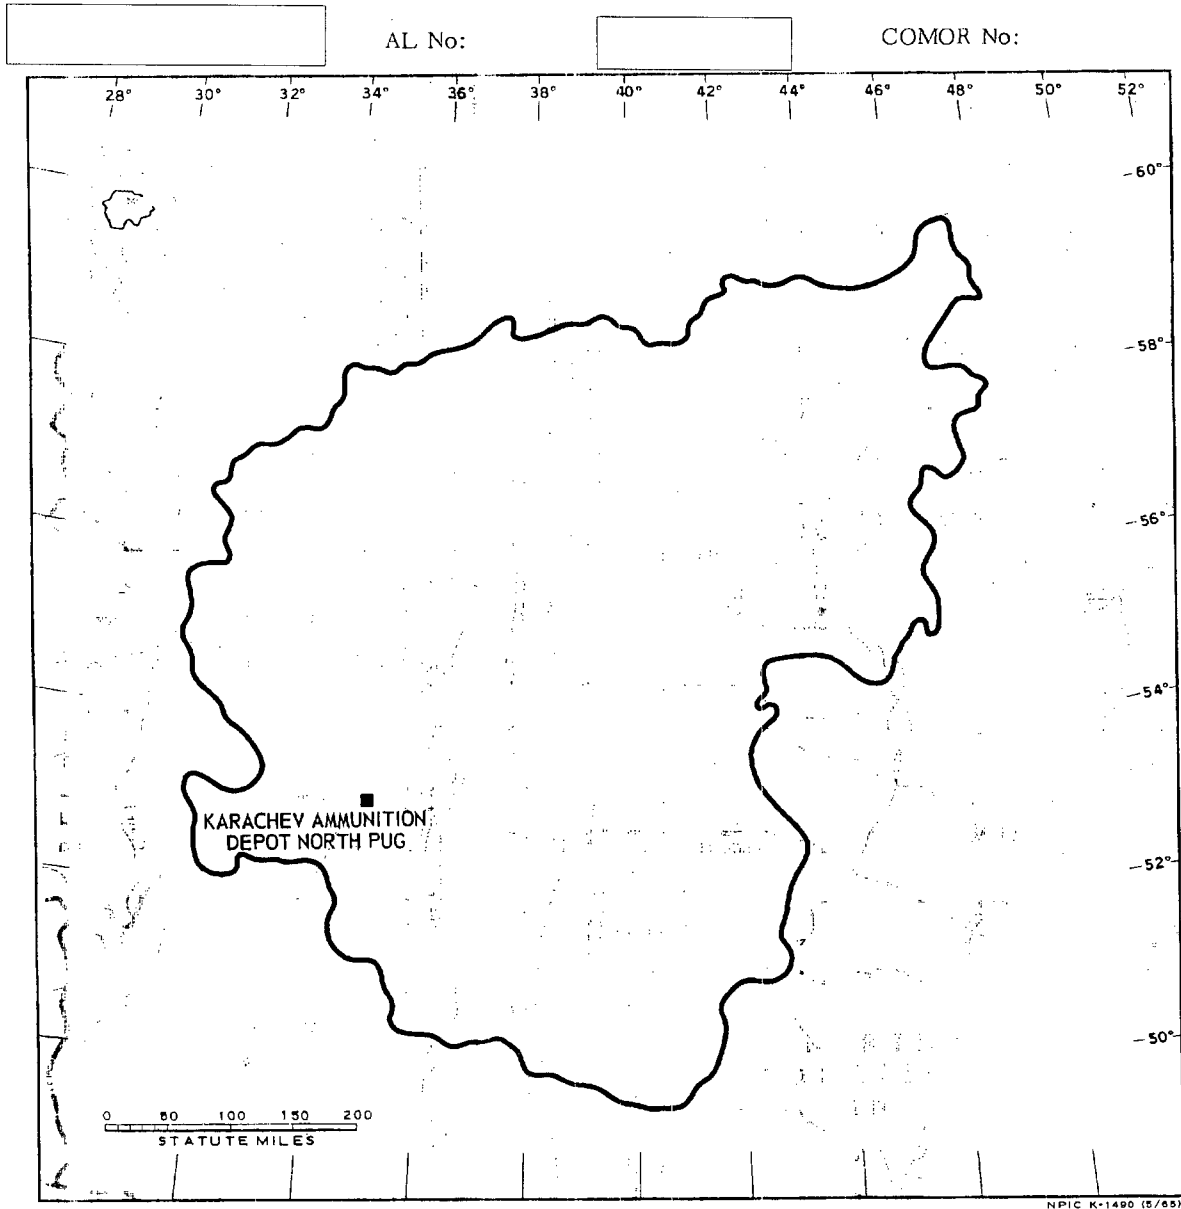 AL No:
COMOR No:
28° 30° 34° 36° 38° 40° 42° 44° 46° 48° 50° 52°
60°
58°
56°
54°
KARACHEV AMMUNITION
DEPOT NORTH PUG
52°
50°
0 50 100 150 200
STATUTE MILES
NPIC K-1490 (5/65)